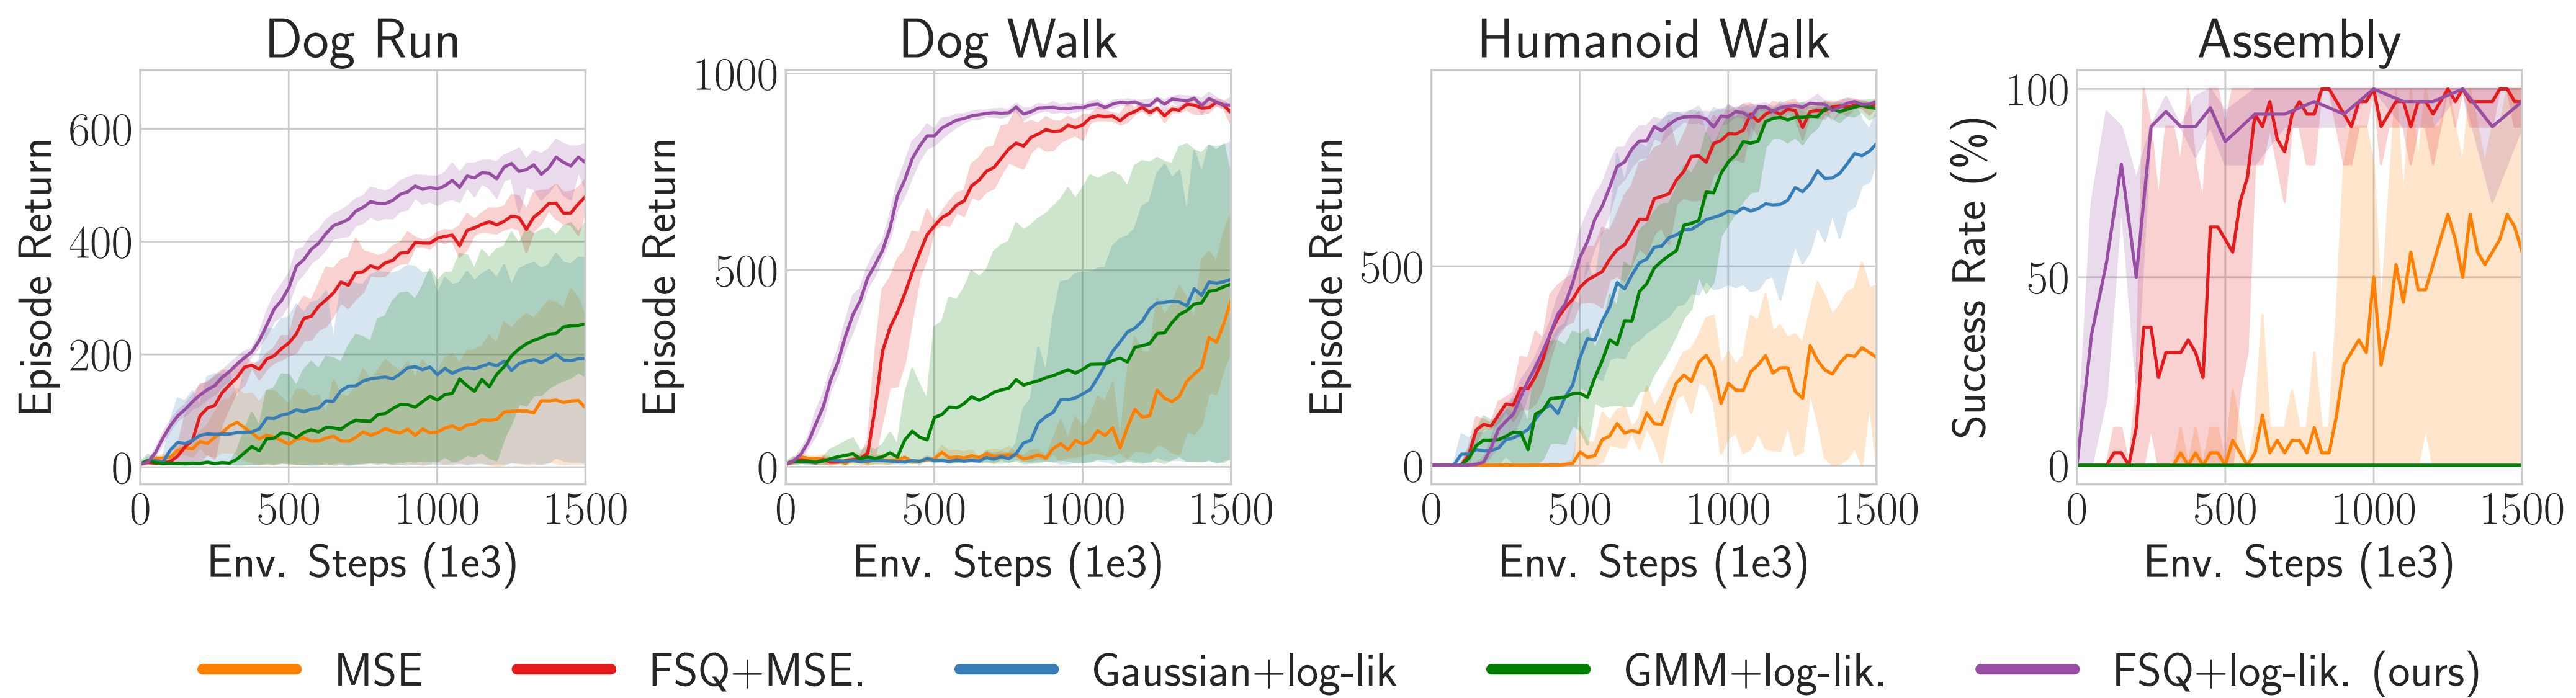 Dog Run
Dog Walk
Humanoid Walk
Assembly
Episode Return
600
400
200
0
0 500 1000 1500
Env. Steps (1e3)
Episode Return
1000
500
0
0 500 1000 1500
Env. Steps (1e3)
Episode Return
500
0
0 500 1000 1500
Env. Steps (1e3)
Success Rate (%)
100
50
0
0 500 1000 1500
Env. Steps (1e3)
MSE
FSQ+MSE.
Gaussian+log-lik
GMM+log-lik.
FSQ+log-lik. (ours)